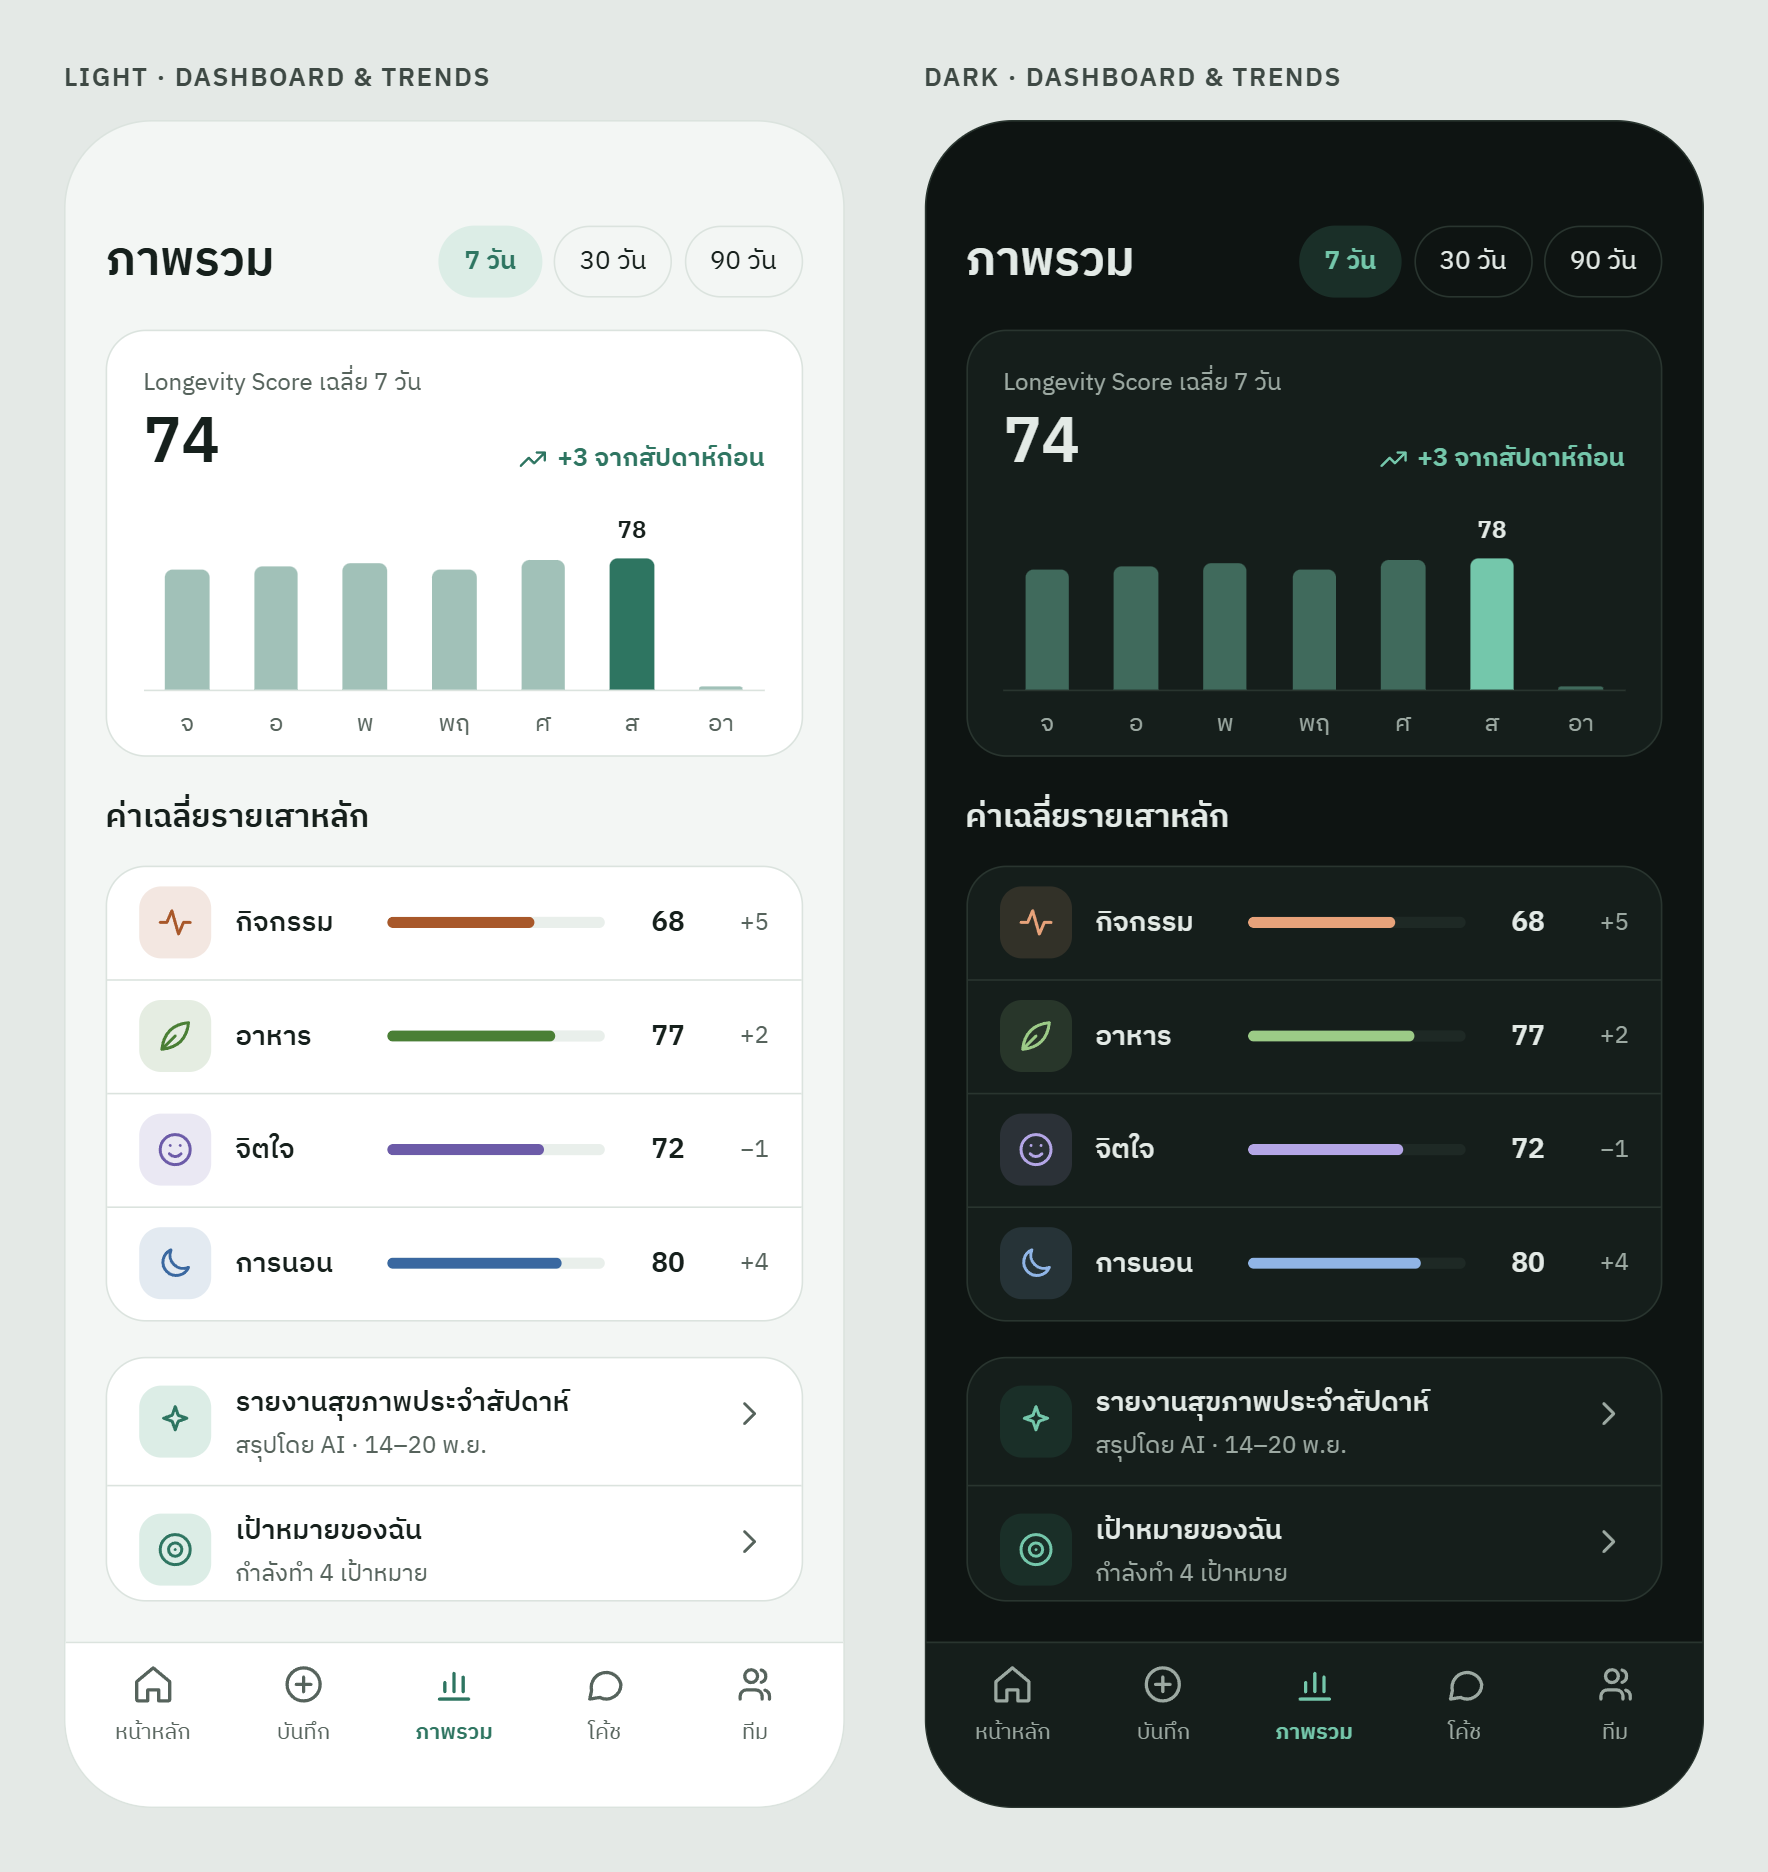 LIGHT · DASHBOARD & TRENDS
ภาพรวม
7 วัน
30 วัน
90 วัน
Longevity Score เฉลี่ย 7 วัน
74
+3 จากสัปดาห์ก่อน
78
จ อ พ พฤ ศ ส อา
ค่าเฉลี่ยรายเสาหลัก
กิจกรรม 68 +5
อาหาร 77 +2
จิตใจ 72 −1
การนอน 80 +4
รายงานสุขภาพประจำสัปดาห์
สรุปโดย AI · 14–20 พ.ย.
เป้าหมายของฉัน
กำลังทำ 4 เป้าหมาย
หน้าหลัก บันทึก ภาพรวม โค้ช ทีม
DARK · DASHBOARD & TRENDS
ภาพรวม
7 วัน
30 วัน
90 วัน
Longevity Score เฉลี่ย 7 วัน
74
+3 จากสัปดาห์ก่อน
78
จ อ พ พฤ ศ ส อา
ค่าเฉลี่ยรายเสาหลัก
กิจกรรม 68 +5
อาหาร 77 +2
จิตใจ 72 −1
การนอน 80 +4
รายงานสุขภาพประจำสัปดาห์
สรุปโดย AI · 14–20 พ.ย.
เป้าหมายของฉัน
กำลังทำ 4 เป้าหมาย
หน้าหลัก บันทึก ภาพรวม โค้ช ทีม